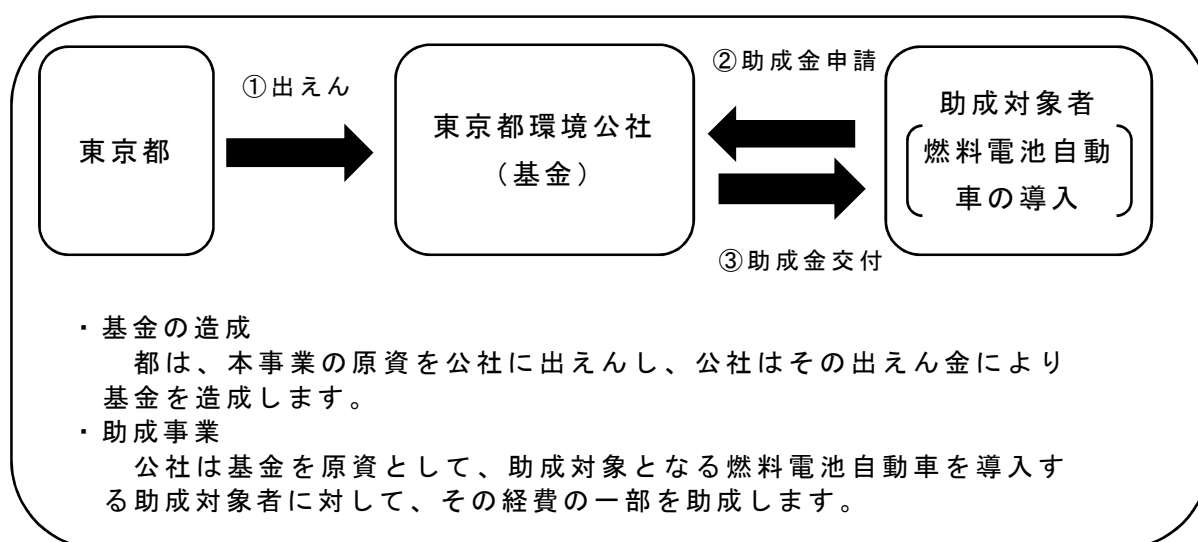 東京都
①出えん
東京都環境公社
（基金）
②助成金申請
③助成金交付
助成対象者
燃料電池自動
車の導入
・基金の造成
都は、本事業の原資を公社に出えんし、公社はその出えん金により
基金を造成します。
・助成事業
公社は基金を原資として、助成対象となる燃料電池自動車を導入す
る助成対象者に対して、その経費の一部を助成します。